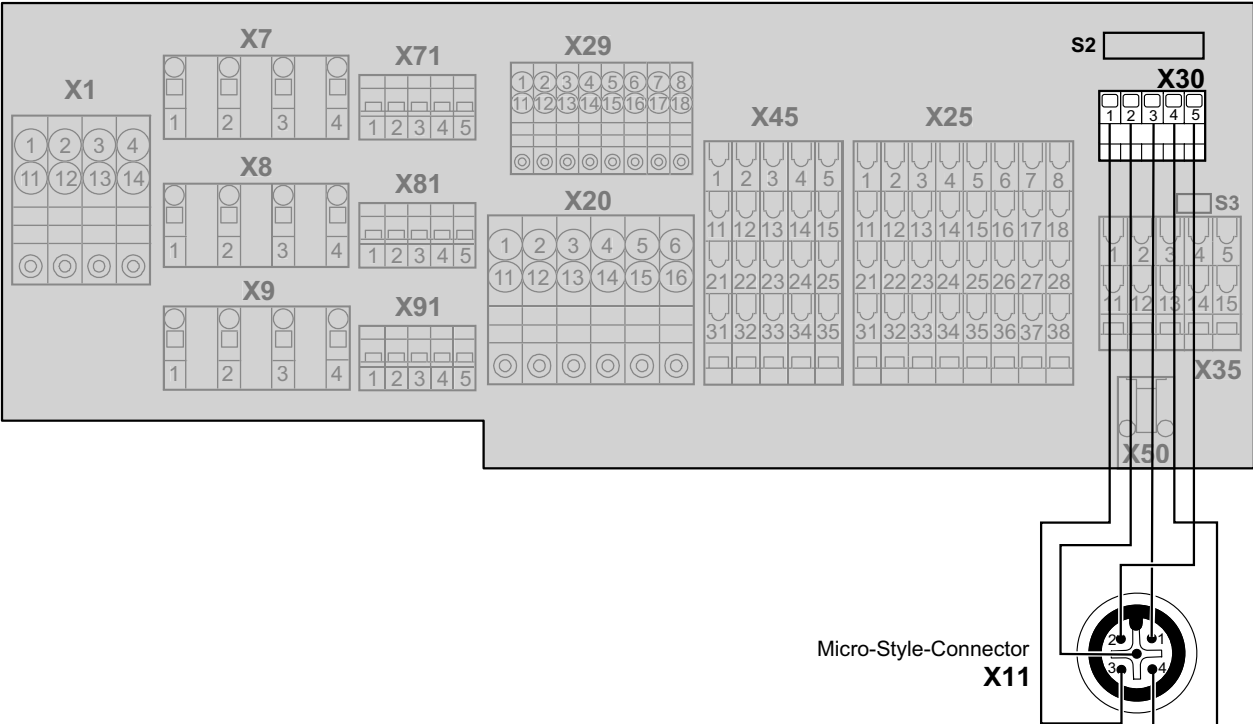 X1
1 2 3 4
11 12 13 14
X7
1 2 3 4
X8
1 2 3 4
X9
1 2 3 4
X71
1 2 3 4 5
X81
1 2 3 4 5
X91
1 2 3 4 5
X29
1 2 3 4 5 6 7 8
11 12 13 14 15 16 17 18
X20
1 2 3 4 5 6
11 12 13 14 15 16
X45
1 2 3 4 5
11 12 13 14 15
21 22 23 24 25
31 32 33 34 35
X25
1 2 3 4 5 6 7 8
11 12 13 14 15 16 17 18
21 22 23 24 25 26 27 28
31 32 33 34 35 36 37 38
S2
X30
1 2 3 4 5
S3
1 2 3 4 5
11 12 13 14 15
X35
X50
Micro-Style-Connector
X11
2 1
3 4